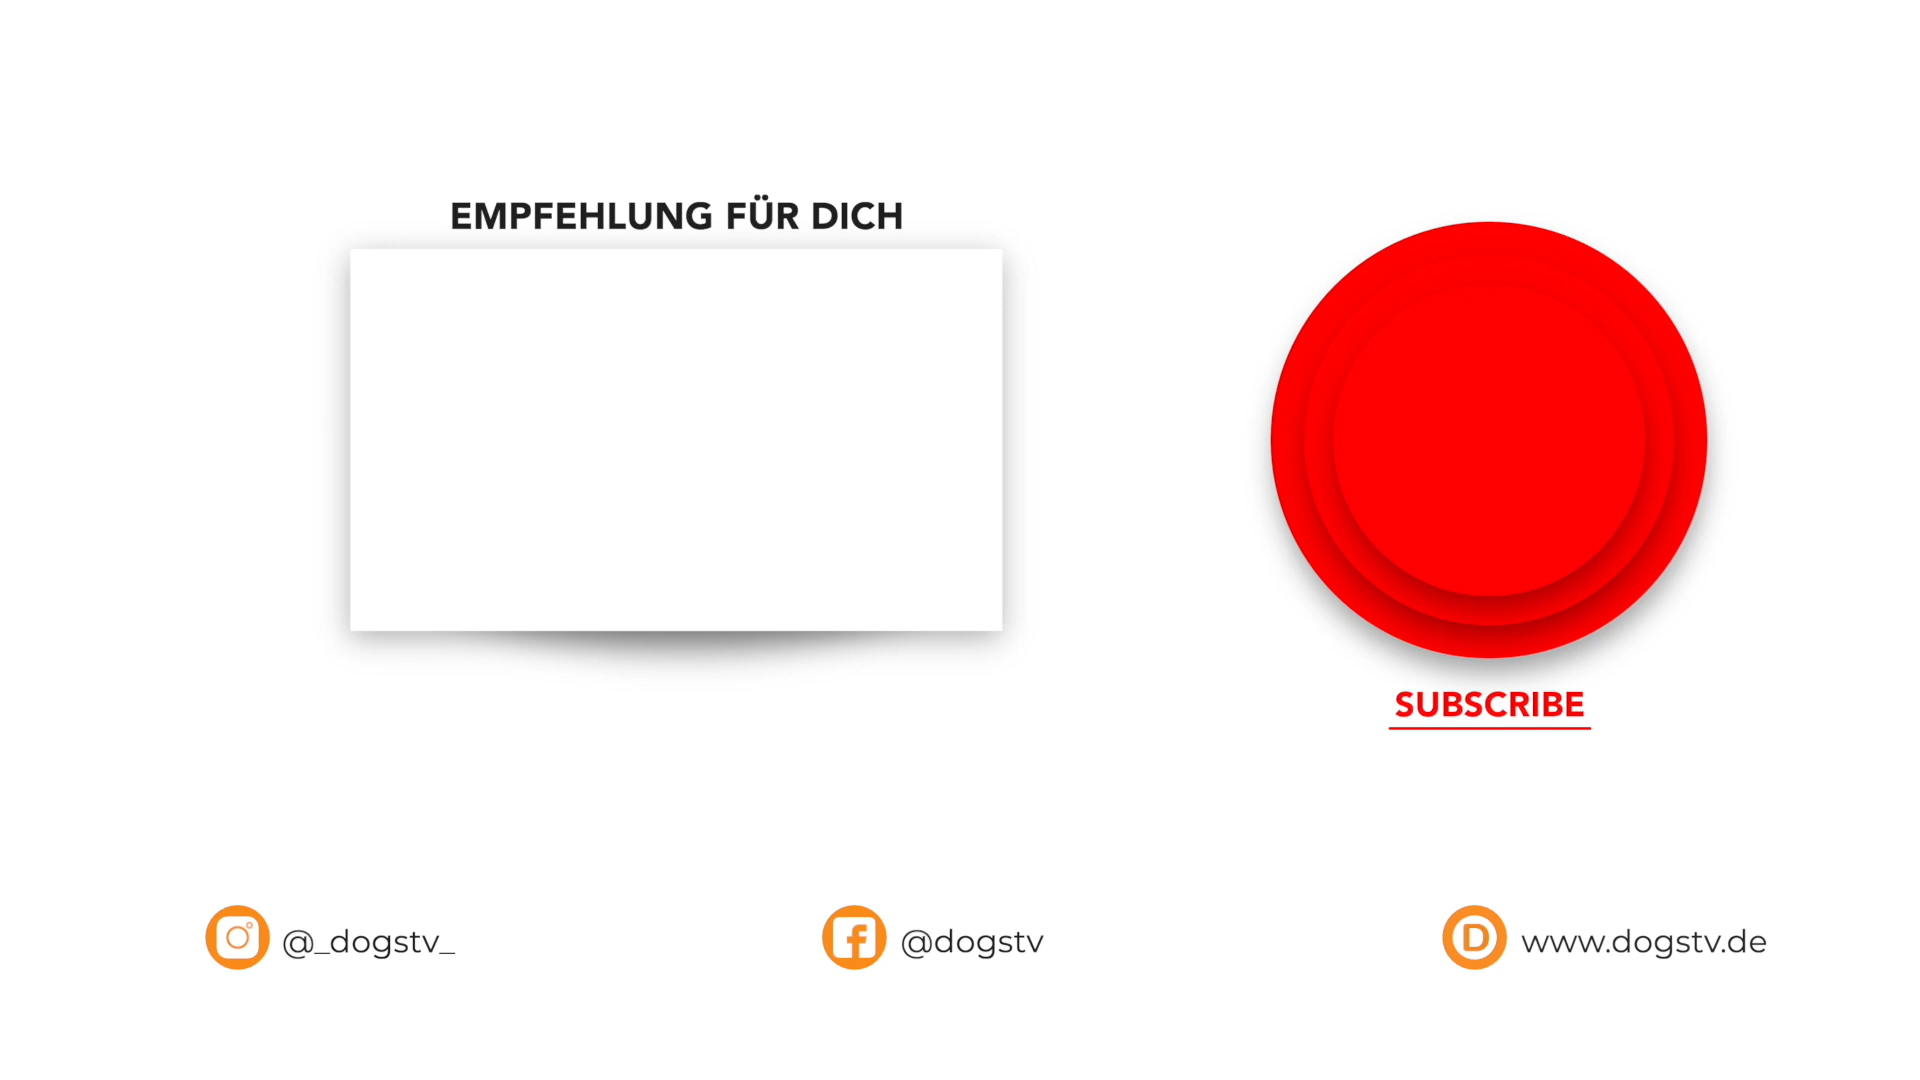 EMPFEHLUNG FÜR DICH
SUBSCRIBE
@_dogstv_
@dogstv
D www.dogstv.de